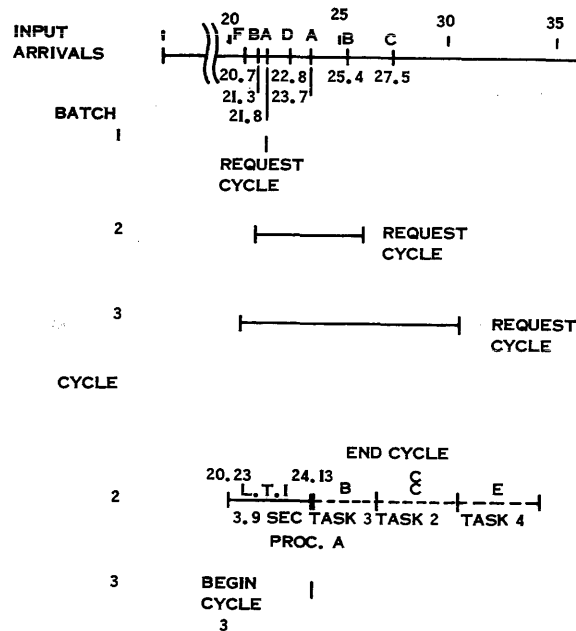 INPUT
ARRIVALS
20 25 30 35
F B A D A B C
20.7 22.8 25.4 27.5
21.3 23.7
21.8
BATCH
1
REQUEST
CYCLE
2 REQUEST
CYCLE
3 REQUEST
CYCLE
CYCLE
END CYCLE
20.23 24.13 C
2 L.T.1 B C E
3.9 SEC TASK 3 TASK 2 TASK 4
PROC. A
3 BEGIN
CYCLE
3